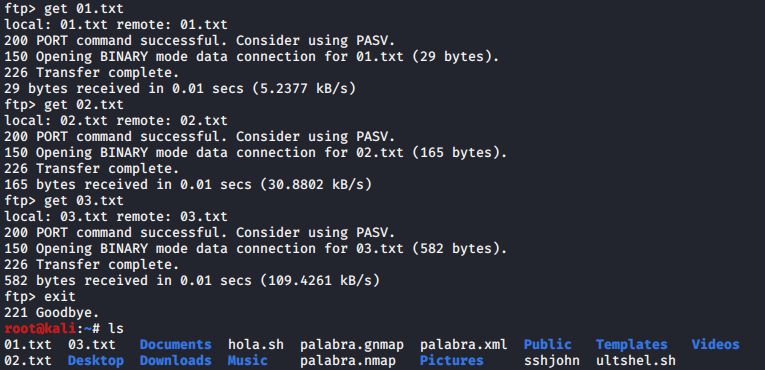 ftp> get 01.txt
local: 01.txt remote: 01.txt
200 PORT command successful. Consider using PASV.
150 Opening BINARY mode data connection for 01.txt (29 bytes).
226 Transfer complete.
29 bytes received in 0.01 secs (5.2377 kB/s)
ftp> get 02.txt
local: 02.txt remote: 02.txt
200 PORT command successful. Consider using PASV.
150 Opening BINARY mode data connection for 02.txt (165 bytes).
226 Transfer complete.
165 bytes received in 0.01 secs (30.8802 kB/s)
ftp> get 03.txt
local: 03.txt remote: 03.txt
200 PORT command successful. Consider using PASV.
150 Opening BINARY mode data connection for 03.txt (582 bytes).
226 Transfer complete.
582 bytes received in 0.01 secs (109.4261 kB/s)
ftp> exit
221 Goodbye.
root@kali:~# ls
01.txt  03.txt   Documents  hola.sh  palabra.gnmap  palabra.xml  Public   Templates  Videos
02.txt  Desktop  Downloads  Music    palabra.nmap   Pictures     sshjohn  ultshel.sh